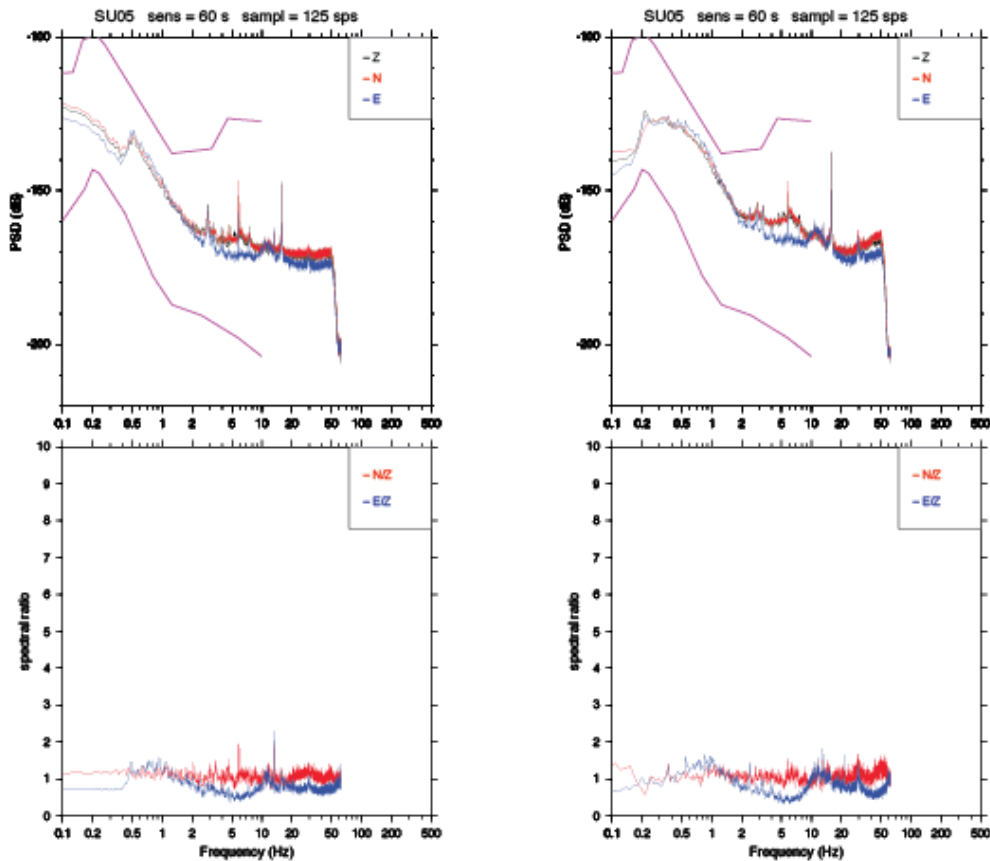 SU05 sens = 60 s sampl = 125 sps
-100
-150
-200
PSD (dB)
Z
N
E
0.1 0.2 0.5 1 2 5 10 20 50 100 200 500
10
9
8
7
6
5
4
3
2
1
0
spectral ratio
N/Z
E/Z
0.1 0.2 0.5 1 2 5 10 20 50 100 200 500
Frequency (Hz)
SU05 sens = 60 s sampl = 125 sps
-100
-150
-200
PSD (dB)
Z
N
E
0.1 0.2 0.5 1 2 5 10 20 50 100 200 500
10
9
8
7
6
5
4
3
2
1
0
spectral ratio
N/Z
E/Z
0.1 0.2 0.5 1 2 5 10 20 50 100 200 500
Frequency (Hz)